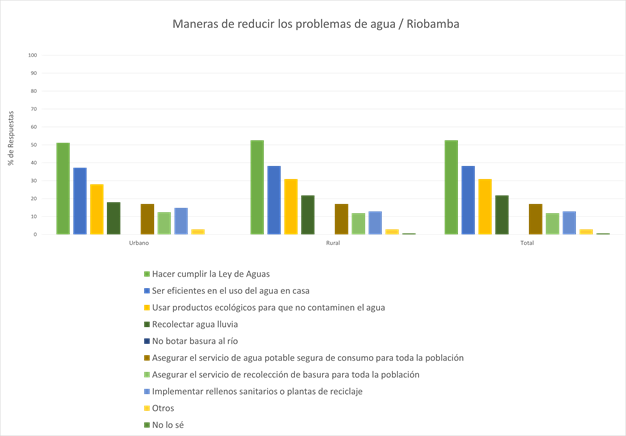 Maneras de reducir los problemas de agua / Riobamba
100
90
80
70
60
50
40
30
20
10
0
% de Respuestas
Urbano
Rural
Total
Hacer cumplir la Ley de Aguas
Ser eficientes en el uso del agua en casa
Usar productos ecológicos para que no contaminen el agua
Recolectar agua lluvia
No botar basura al río
Asegurar el servicio de agua potable segura de consumo para toda la población
Asegurar el servicio de recolección de basura para toda la población
Implementar rellenos sanitarios o plantas de reciclaje
Otros
No lo sé